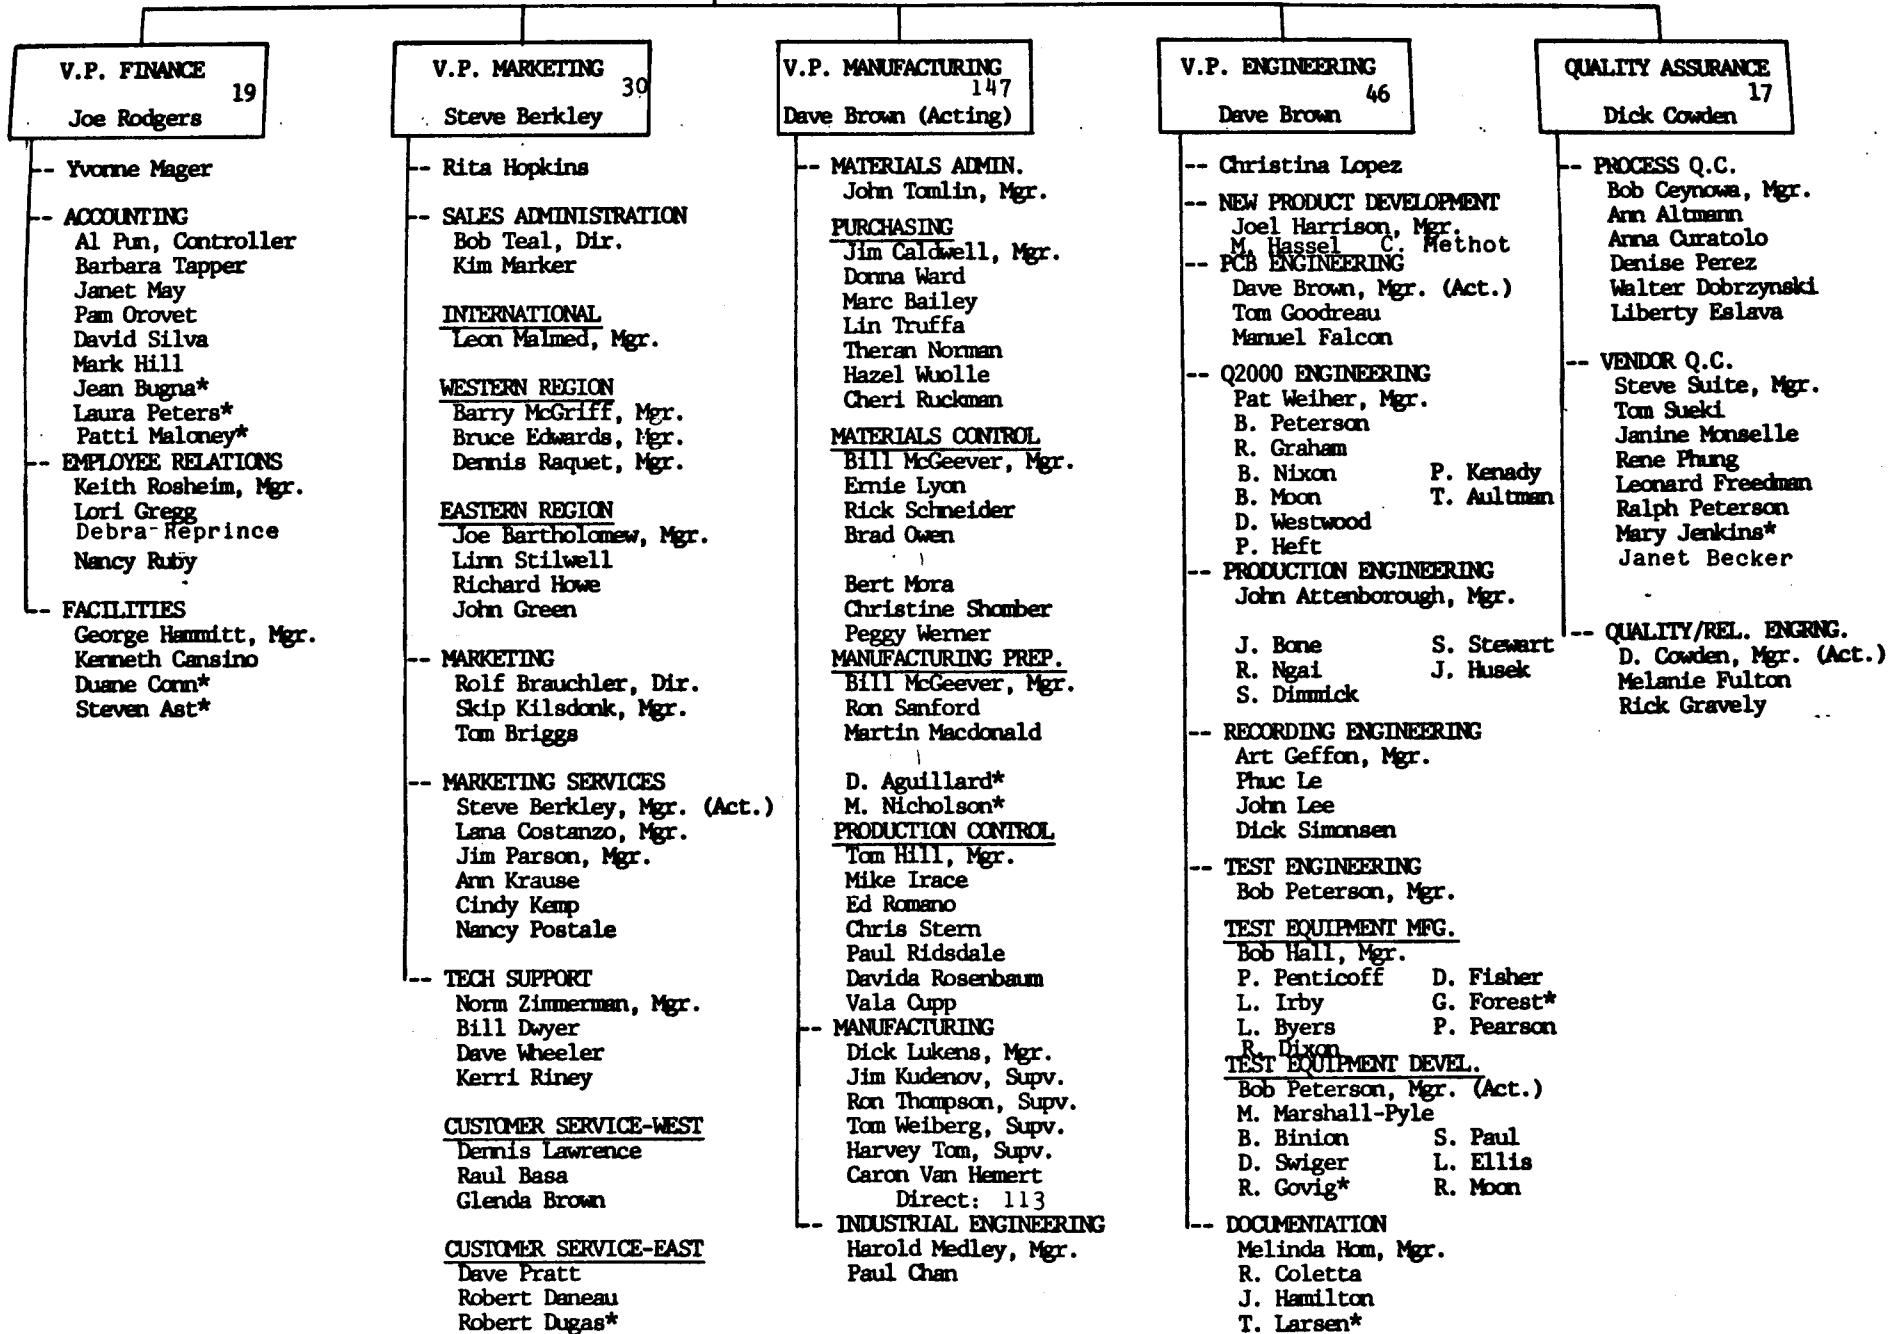 V.P. FINANCE
19
Joe Rodgers
-- Yvonne Mager
-- ACCOUNTING
Al Pun, Controller
Barbara Tapper
Janet May
Pam Orovet
David Silva
Mark Hill
Jean Bugna*
Laura Peters*
Patti Maloney*
-- EMPLOYEE RELATIONS
Keith Rosheim, Mgr.
Lori Gregg
Debra Reprince
Nancy Ruby
-- FACILITIES
George Hammitt, Mgr.
Kenneth Cansino
Duane Conn*
Steven Ast*
V.P. MARKETING
30
Steve Berkley
-- Rita Hopkins
-- SALES ADMINISTRATION
Bob Teal, Dir.
Kim Marker
INTERNATIONAL
Leon Malmed, Mgr.
WESTERN REGION
Barry McGriff, Mgr.
Bruce Edwards, Mgr.
Dennis Raquet, Mgr.
EASTERN REGION
Joe Bartholomew, Mgr.
Linn Stilwell
Richard Howe
John Green
-- MARKETING
Rolf Brauchler, Dir.
Skip Kilsdonk, Mgr.
Tom Briggs
-- MARKETING SERVICES
Steve Berkley, Mgr. (Act.)
Lana Costanzo, Mgr.
Jim Parson, Mgr.
Ann Krause
Cindy Kemp
Nancy Postale
-- TECH SUPPORT
Norm Zimmerman, Mgr.
Bill Dwyer
Dave Wheeler
Kerri Riney
CUSTOMER SERVICE-WEST
Dennis Lawrence
Raul Basa
Glenda Brown
CUSTOMER SERVICE-EAST
Dave Pratt
Robert Daneau
Robert Dugas*
V.P. MANUFACTURING
147
Dave Brown (Acting)
-- MATERIALS ADMIN.
John Tomlin, Mgr.
PURCHASING
Jim Caldwell, Mgr.
Donna Ward
Marc Bailey
Lin Truffa
Theran Norman
Hazel Wuolle
Cheri Ruckman
MATERIALS CONTROL
Bill McGeever, Mgr.
Ernie Lyon
Rick Schneider
Brad Owen
Bert Mora
Christine Shomber
Peggy Werner
MANUFACTURING PREP.
Bill McGeever, Mgr.
Ron Sanford
Martin Macdonald
D. Aguillard*
M. Nicholson*
PRODUCTION CONTROL
Tom Hill, Mgr.
Mike Irace
Ed Romano
Chris Stern
Paul Ridsdale
Davida Rosenbaum
Vala Cupp
-- MANUFACTURING
Dick Lukens, Mgr.
Jim Kudenov, Supv.
Ron Thompson, Supv.
Tom Weiberg, Supv.
Harvey Tom, Supv.
Caron Van Hemert
Direct: 113
-- INDUSTRIAL ENGINEERING
Harold Medley, Mgr.
Paul Chan
V.P. ENGINEERING
46
Dave Brown
-- Christina Lopez
-- NEW PRODUCT DEVELOPMENT
Joel Harrison, Mgr.
M. Hassel C. Methot
-- PCB ENGINEERING
Dave Brown, Mgr. (Act.)
Tom Goodreau
Manuel Falcon
-- Q2000 ENGINEERING
Pat Weiher, Mgr.
B. Peterson
R. Graham
B. Nixon P. Kenady
B. Moon T. Aultman
D. Westwood
P. Heft
-- PRODUCTION ENGINEERING
John Attenborough, Mgr.
J. Bone S. Stewart
R. Ngai J. Husek
S. Dimmick
-- RECORDING ENGINEERING
Art Geffon, Mgr.
Phuc Le
John Lee
Dick Simonsen
-- TEST ENGINEERING
Bob Peterson, Mgr.
TEST EQUIPMENT MFG.
Bob Hall, Mgr.
P. Penticoff D. Fisher
L. Irby G. Forest*
L. Byers P. Pearson
R. Dixon
TEST EQUIPMENT DEVEL.
Bob Peterson, Mgr. (Act.)
M. Marshall-Pyle
B. Binion S. Paul
D. Swiger L. Ellis
R. Govig* R. Moon
-- DOCUMENTATION
Melinda Hom, Mgr.
R. Coletta
J. Hamilton
T. Larsen*
QUALITY ASSURANCE
17
Dick Cowden
-- PROCESS Q.C.
Bob Ceynowa, Mgr.
Ann Altmann
Anna Curatolo
Denise Perez
Walter Dobrzynski
Liberty Eslava
-- VENDOR Q.C.
Steve Suite, Mgr.
Tom Sueki
Janine Monselle
Rene Phung
Leonard Freedman
Ralph Peterson
Mary Jenkins*
Janet Becker
-- QUALITY/REL. ENGRNG.
D. Cowden, Mgr. (Act.)
Melanie Fulton
Rick Gravely